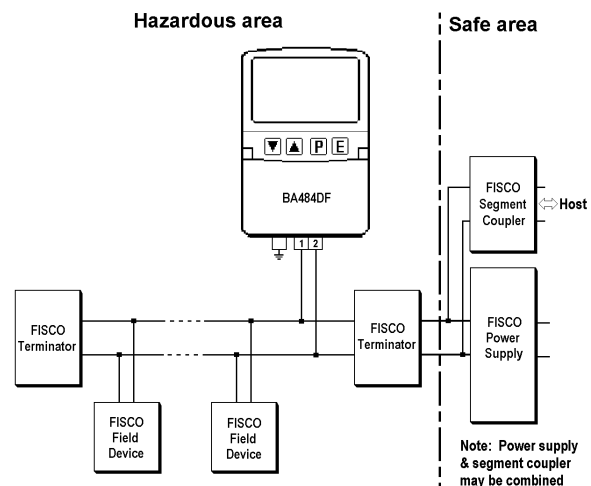 Hazardous area
Safe area
▼ ▲ P E
BA484DF
1 2
FISCO
Segment
Coupler
Host
FISCO
Terminator
FISCO
Terminator
FISCO
Power
Supply
FISCO
Field
Device
FISCO
Field
Device
Note: Power supply
& segment coupler
may be combined